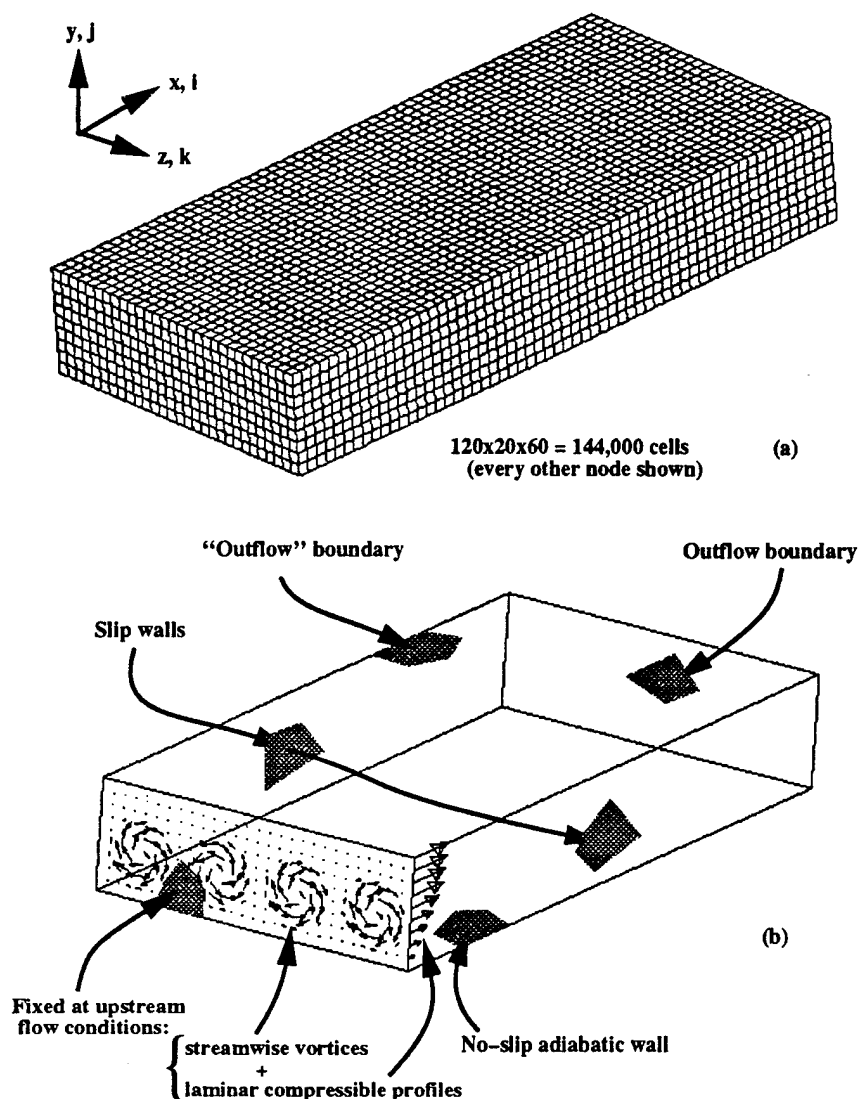 y, j
x, i
z, k
120x20x60 = 144,000 cells (a)
(every other node shown)
“Outflow” boundary
Outflow boundary
Slip walls
(b)
Fixed at upstream
flow conditions:
streamwise vortices
+
laminar compressible profiles
No–slip adiabatic wall